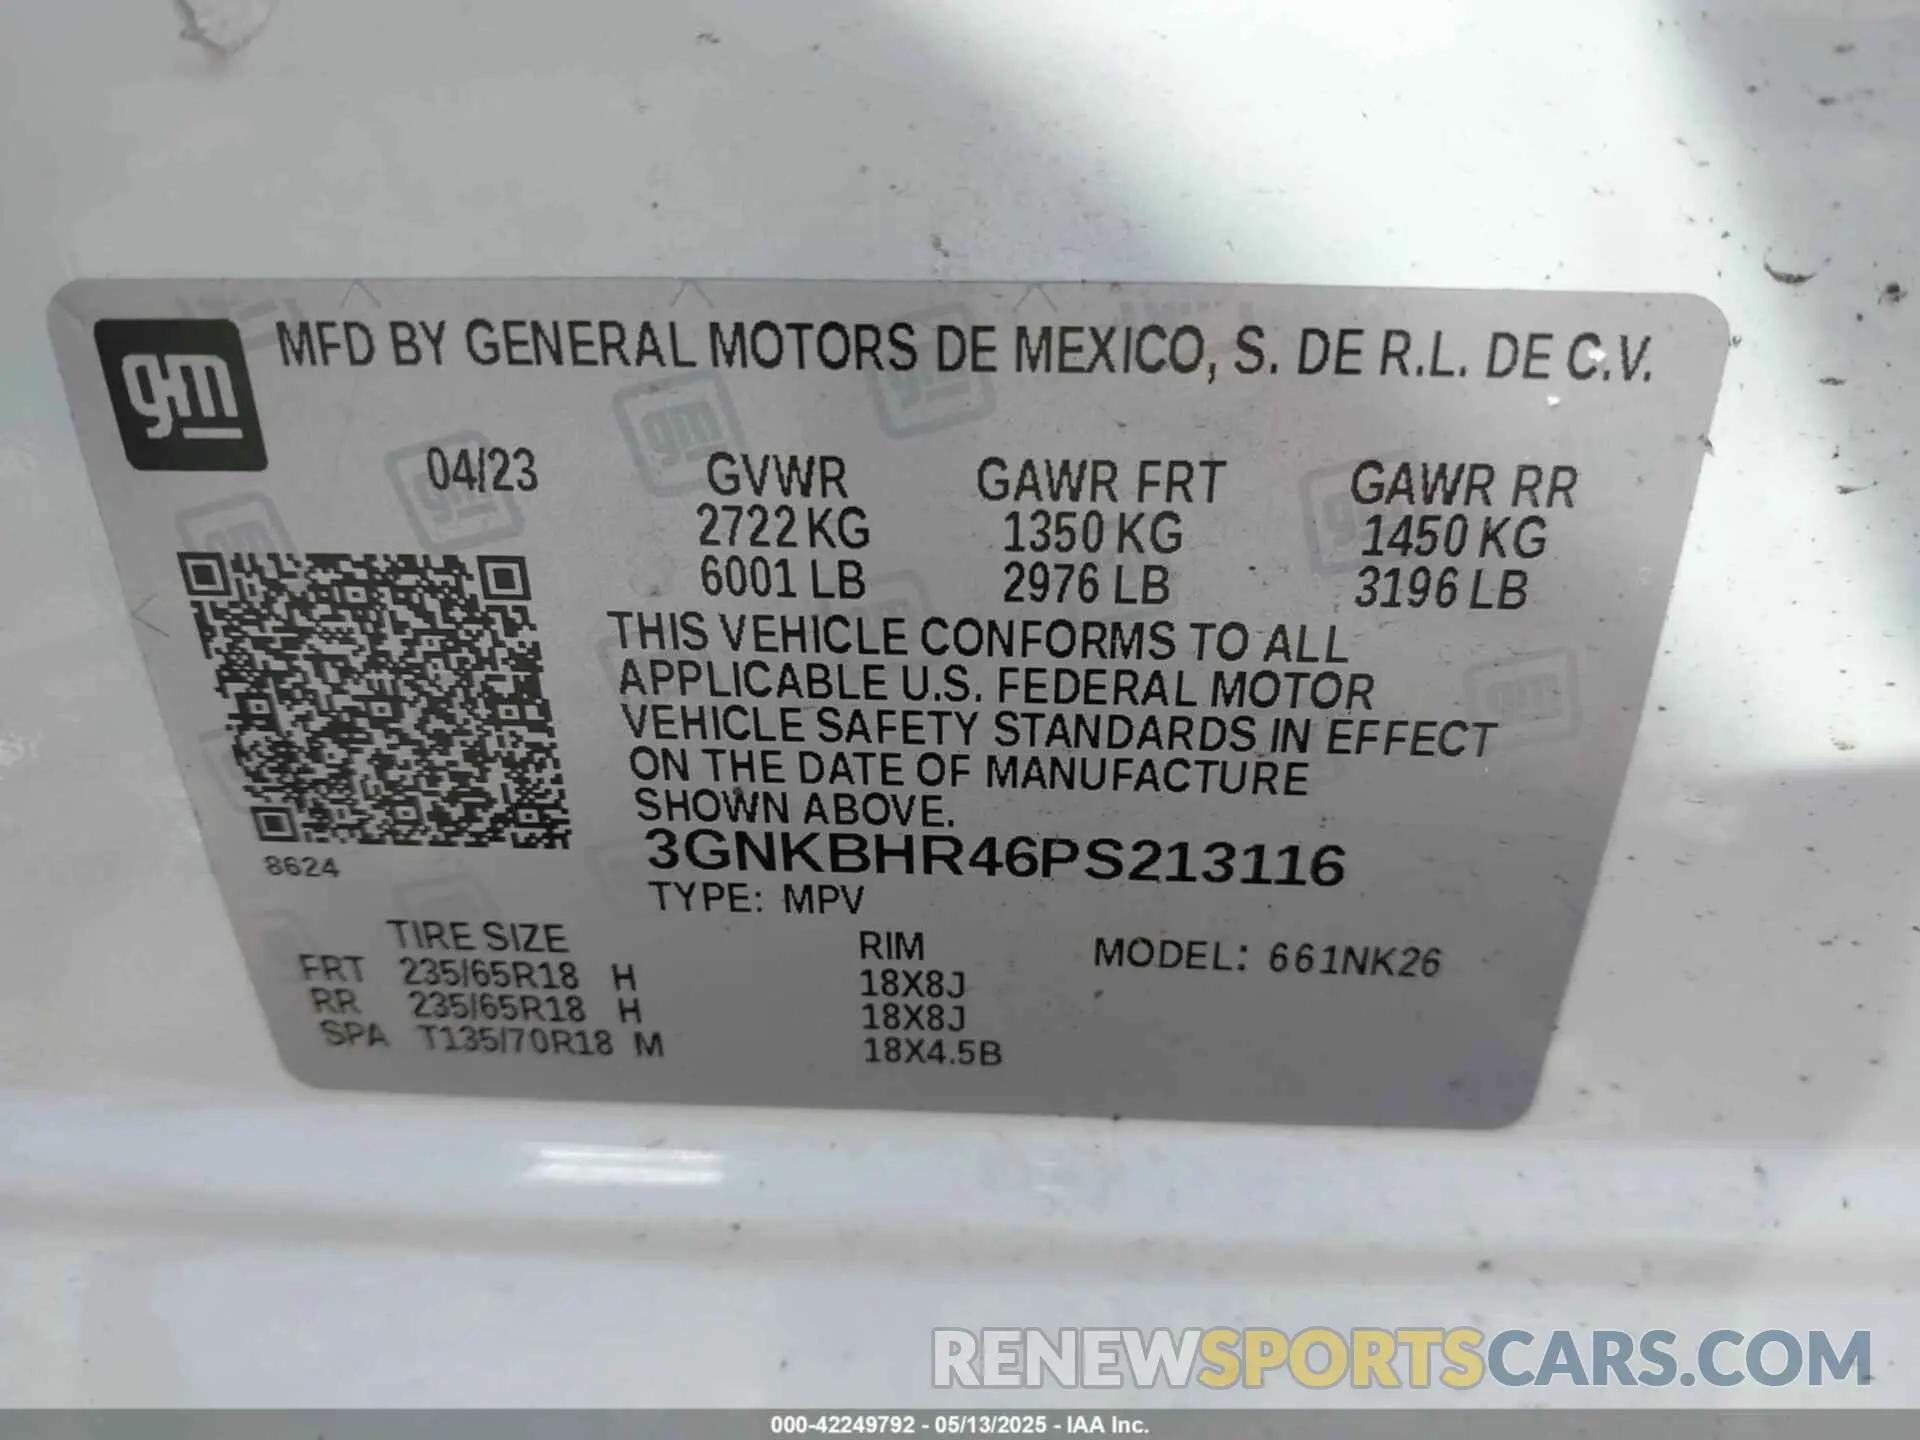 gm
MFD BY GENERAL MOTORS DE MEXICO, S. DE R.L. DE C.V.
04/23
GVWR GAWR FRT GAWR RR
2722 KG 1350 KG 1450 KG
6001 LB 2976 LB 3196 LB
THIS VEHICLE CONFORMS TO ALL
APPLICABLE U.S. FEDERAL MOTOR
VEHICLE SAFETY STANDARDS IN EFFECT
ON THE DATE OF MANUFACTURE
SHOWN ABOVE.
3GNKBHR46PS213116
8624
TYPE: MPV
TIRE SIZE RIM MODEL: 661NK26
FRT 235/65R18 H 18X8J
RR 235/65R18 H 18X8J
SPA T135/70R18 M 18X4.5B
RENEWSPORTSCARS.COM
000-42249792 - 05/13/2025 - IAA Inc.